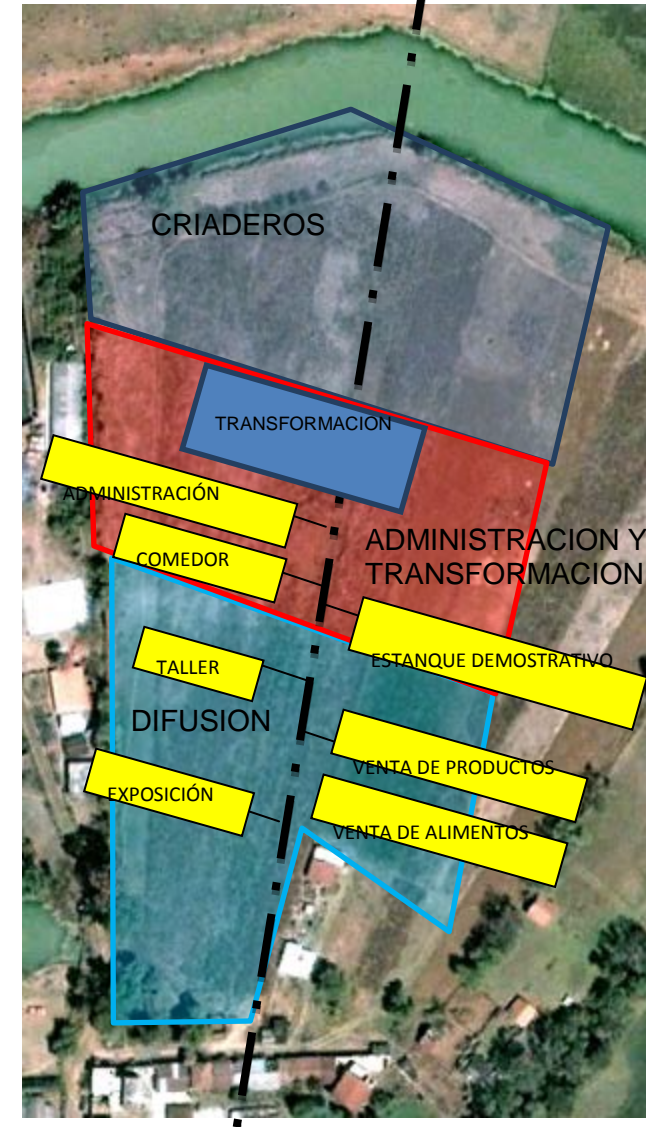 CRIADEROS
TRANSFORMACION
ADMINISTRACIÓN
ADMINISTRACION Y
TRANSFORMACION
COMEDOR
ESTANQUE DEMOSTRATIVO
TALLER
DIFUSION
VENTA DE PRODUCTOS
EXPOSICIÓN
VENTA DE ALIMENTOS